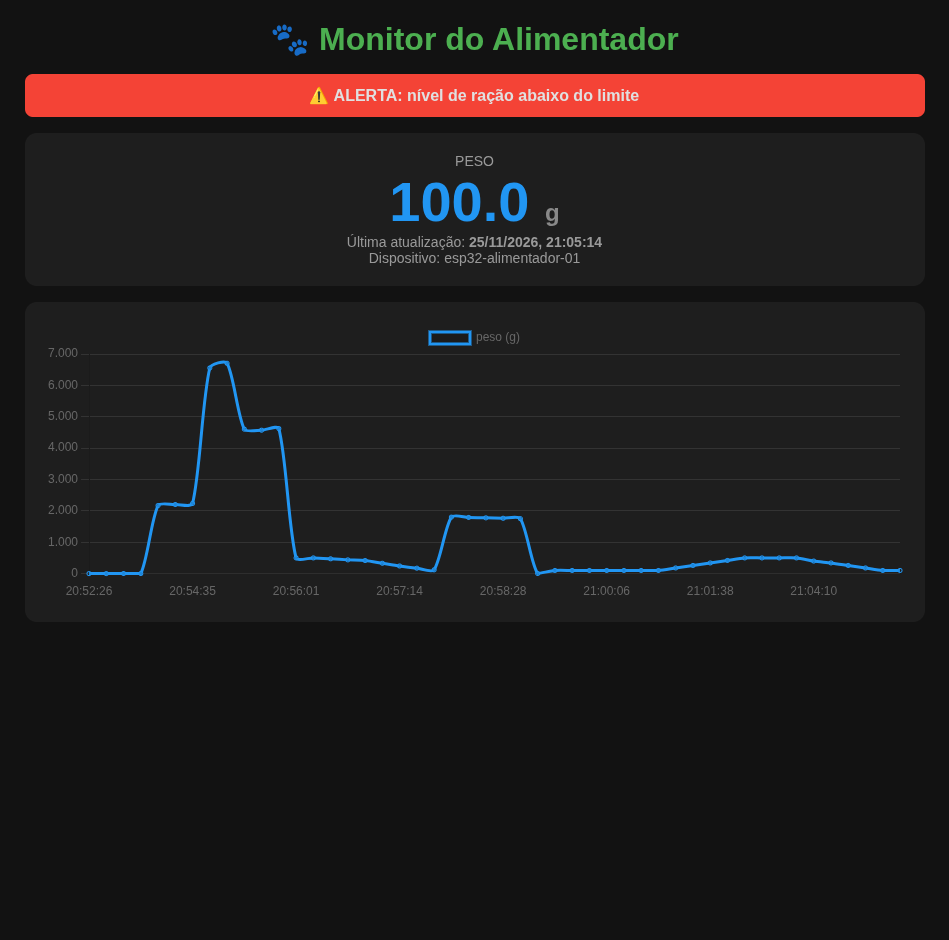 🐾 Monitor do Alimentador
⚠️ ALERTA: nível de ração abaixo do limite
PESO
100.0 g
Última atualização: 25/11/2026, 21:05:14
Dispositivo: esp32-alimentador-01
peso (g)
7.000
6.000
5.000
4.000
3.000
2.000
1.000
0
20:52:26 20:54:35 20:56:01 20:57:14 20:58:28 21:00:06 21:01:38 21:04:10